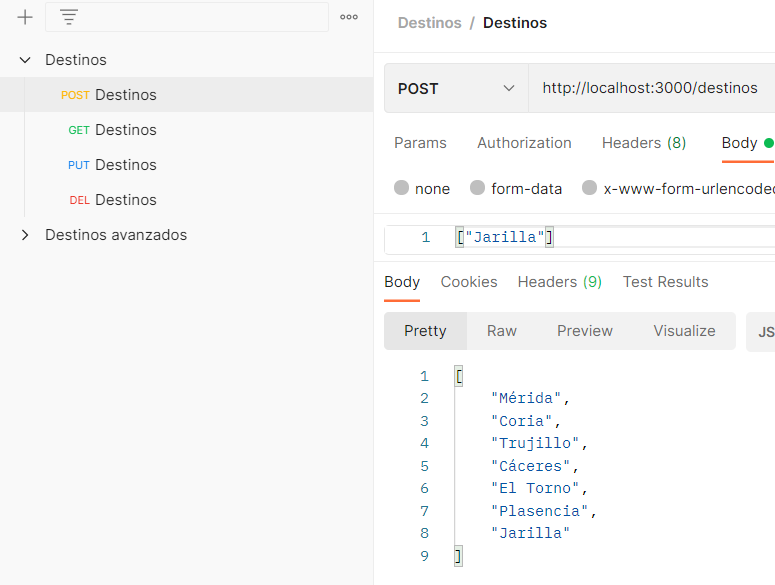 Destinos
POST Destinos
GET Destinos
PUT Destinos
DEL Destinos
Destinos avanzados
Destinos / Destinos
POST http://localhost:3000/destinos
Params Authorization Headers (8) Body
none form-data x-www-form-urlencoded
1 ["Jarilla"]
Body Cookies Headers (9) Test Results
Pretty Raw Preview Visualize JS
1 [
2 "Mérida",
3 "Coria",
4 "Trujillo",
5 "Cáceres",
6 "El Torno",
7 "Plasencia",
8 "Jarilla"
9 ]